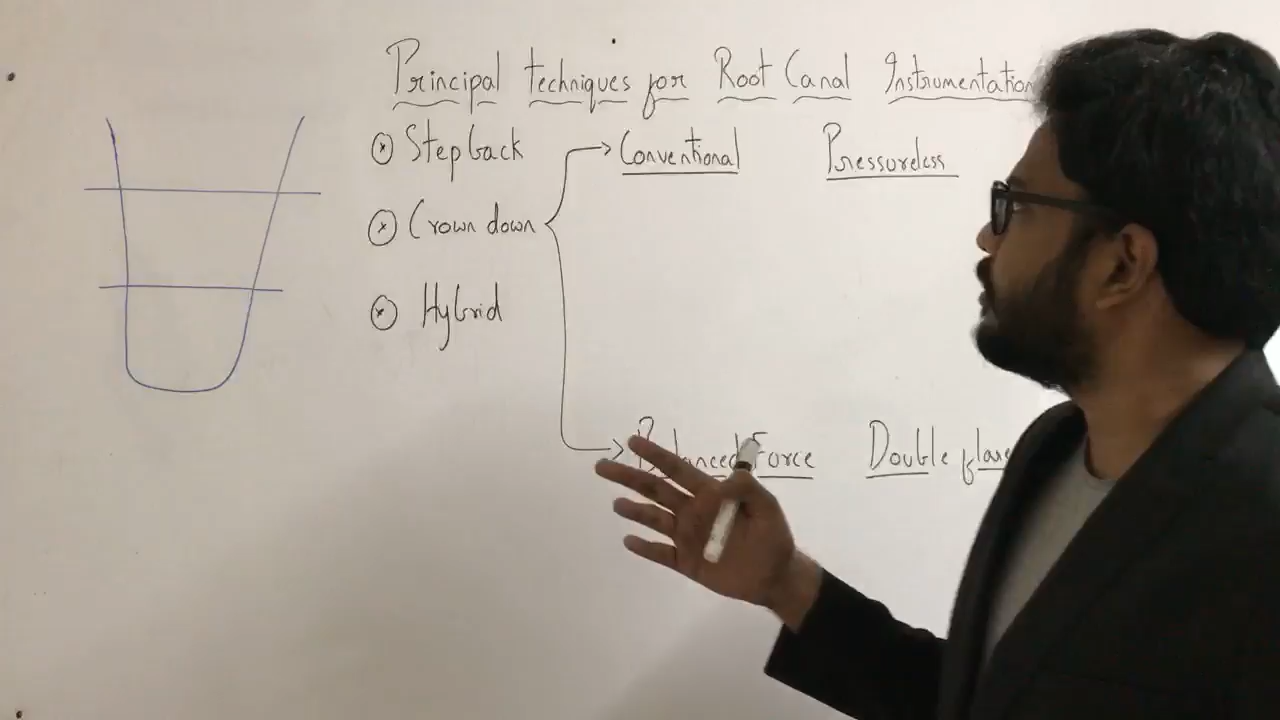 Principal techniques for Root Canal Instrumentation
Step back
Crown down
Hybrid
Conventional Pressureless
Balanced Force Double flare